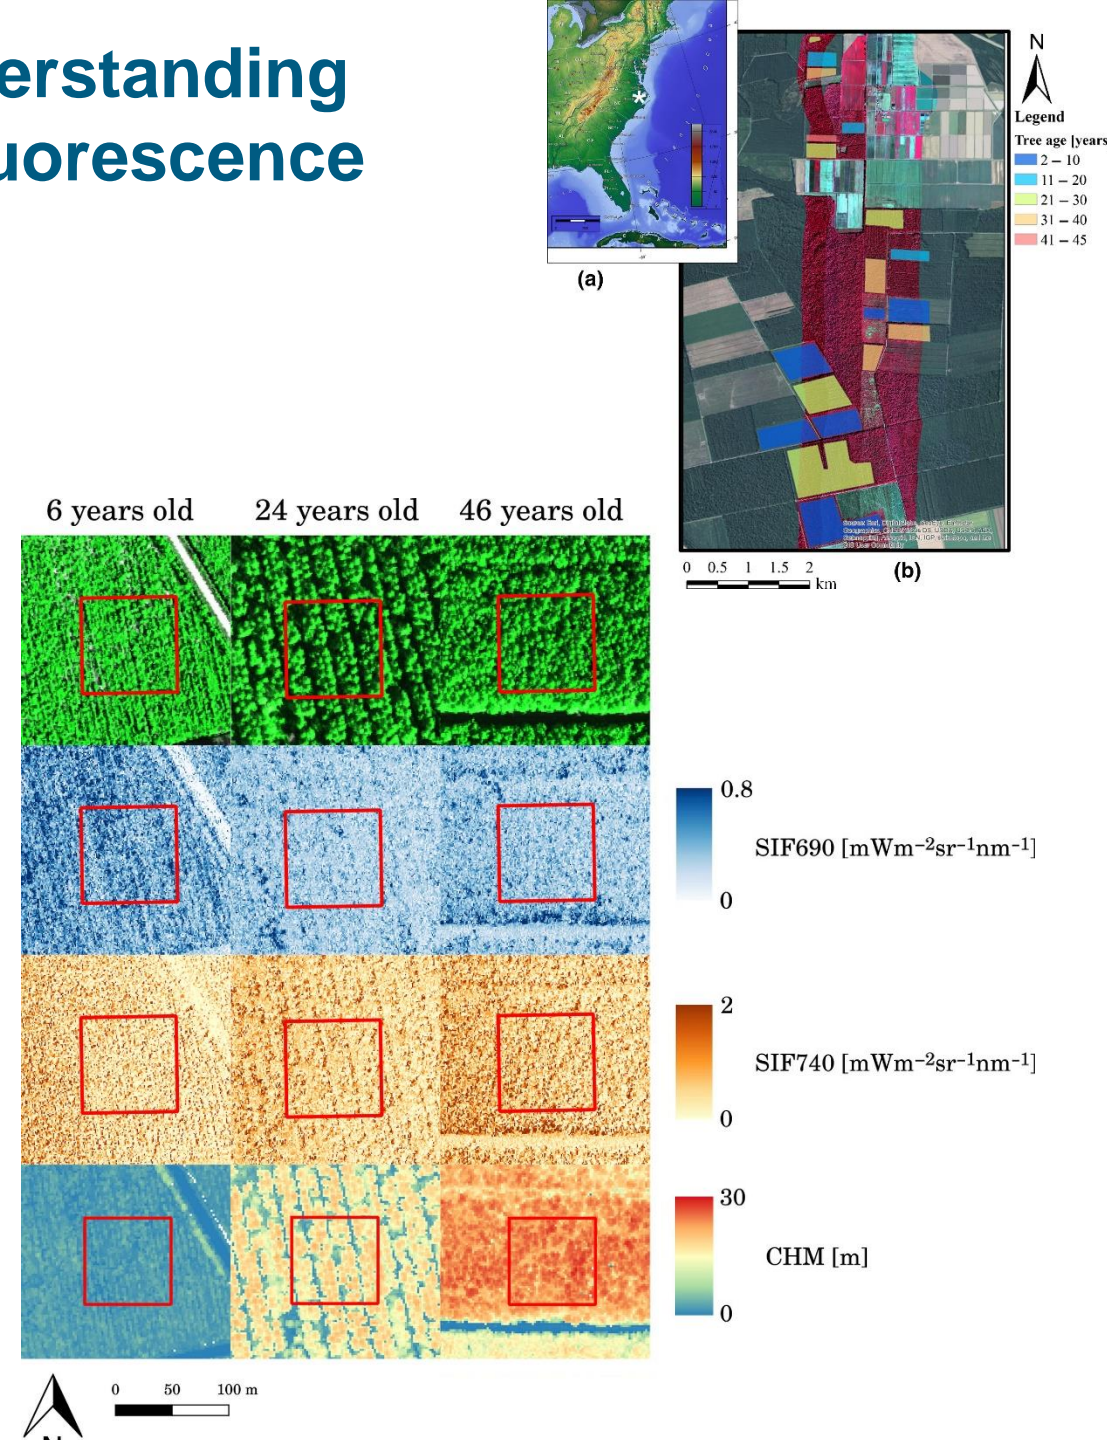 erstanding
uorescence
(a)
N
Legend
Tree age [years
2 – 10
11 – 20
21 – 30
31 – 40
41 – 45
0 0.5 1 1.5 2
km
(b)
6 years old 24 years old 46 years old
0.8
SIF690 [mWm−2sr−1nm−1]
0
2
SIF740 [mWm−2sr−1nm−1]
0
30
CHM [m]
0
0 50 100 m
N